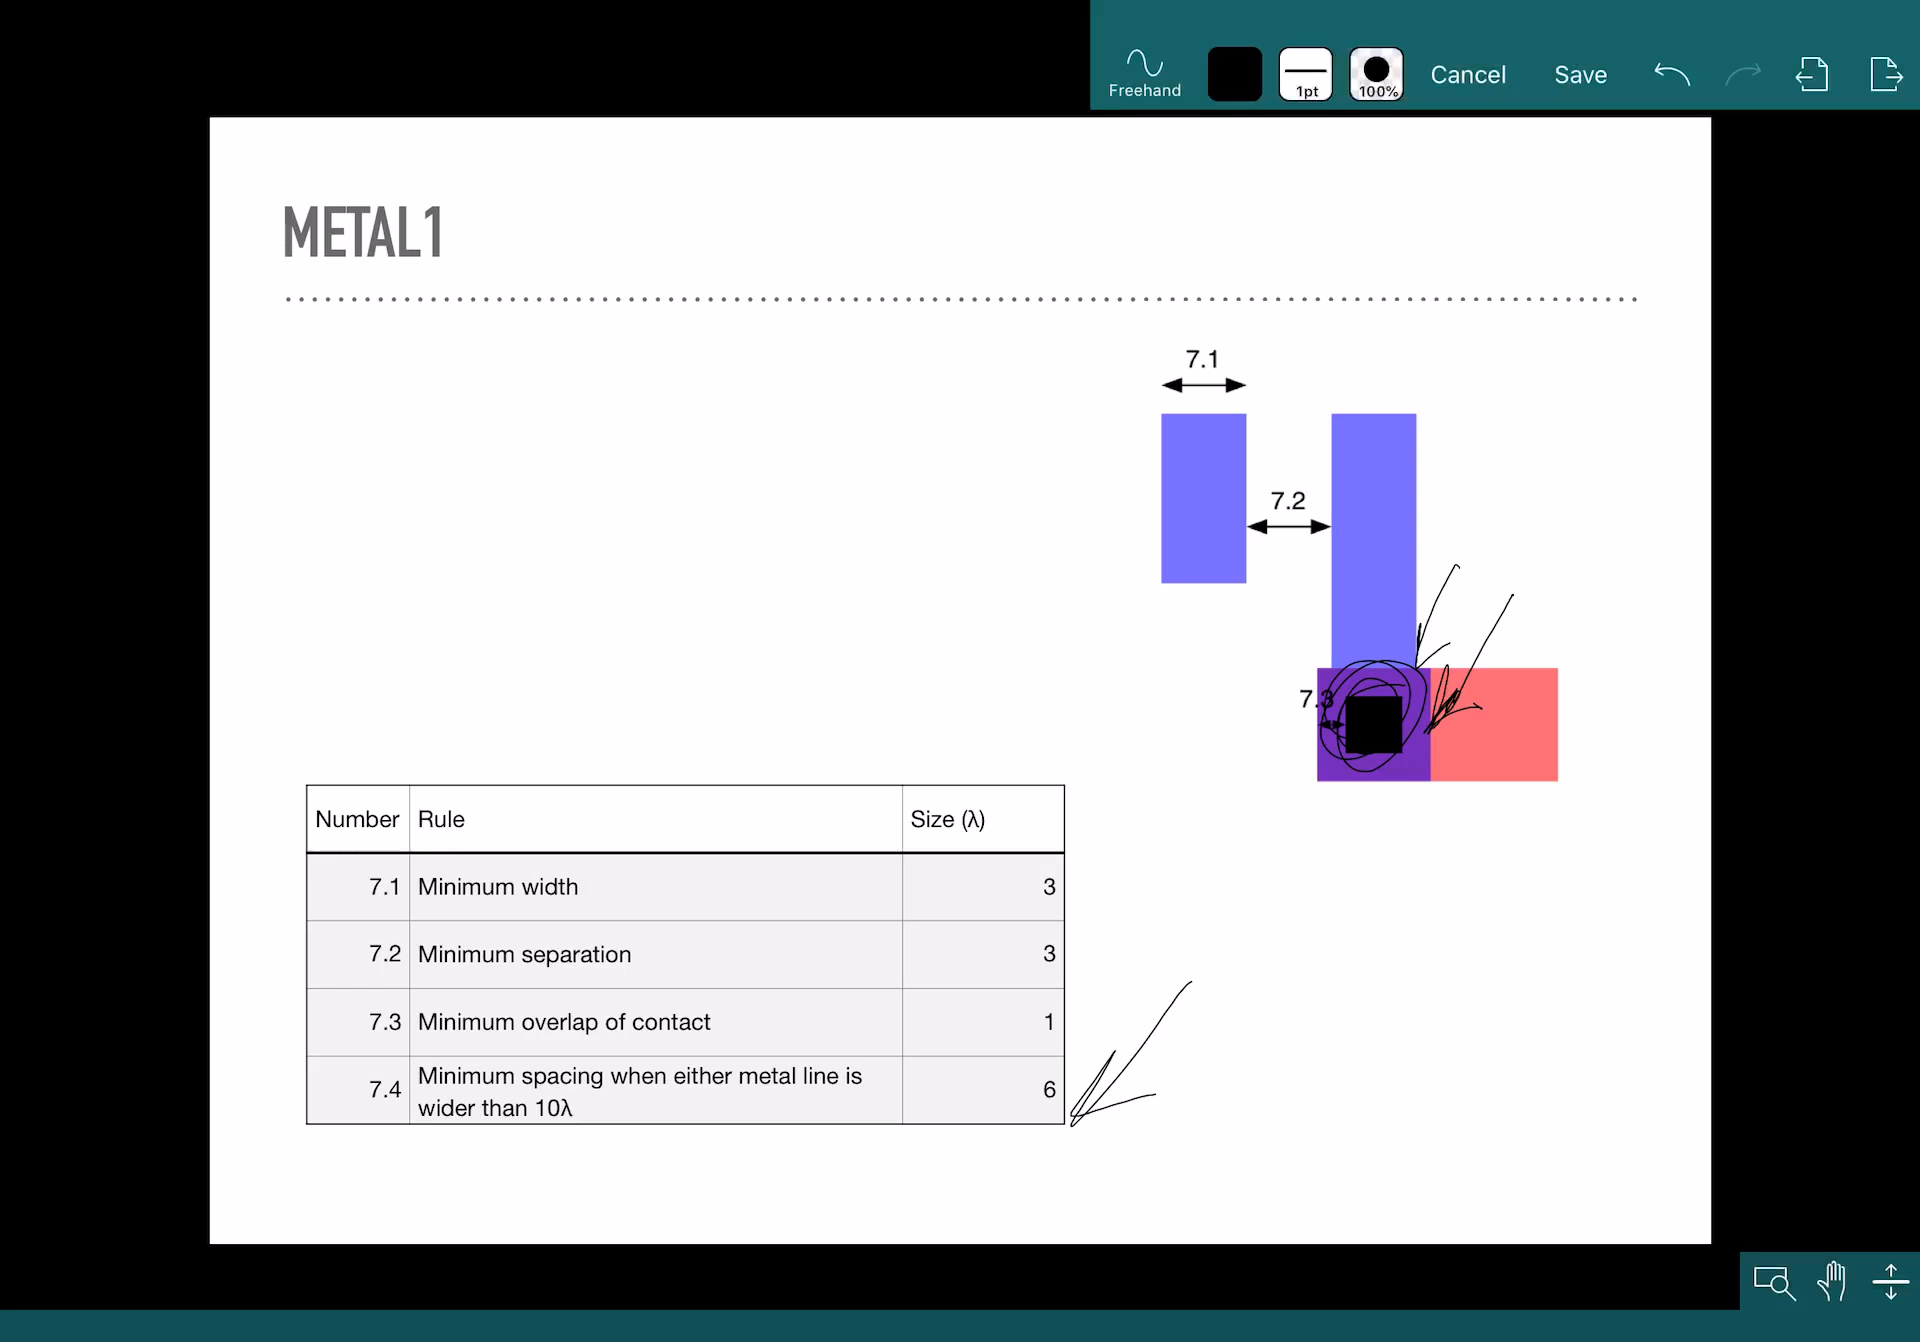 Freehand
1pt
100%
Cancel
Save
METAL1
7.1
7.2
7.3
Number Rule Size (λ)
7.1 Minimum width 3
7.2 Minimum separation 3
7.3 Minimum overlap of contact 1
7.4 Minimum spacing when either metal line is
wider than 10λ 6